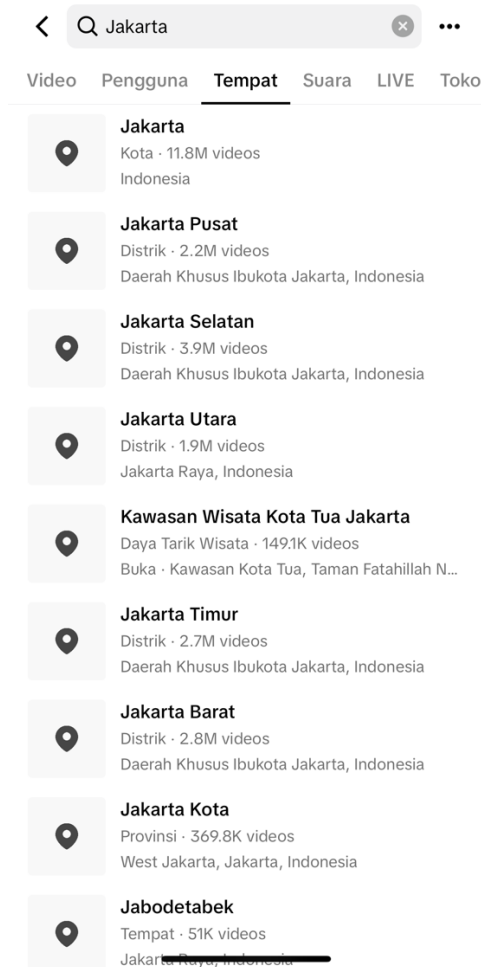 Jakarta
Video Pengguna Tempat Suara LIVE Toko
Jakarta
Kota · 11.8M videos
Indonesia
Jakarta Pusat
Distrik · 2.2M videos
Daerah Khusus Ibukota Jakarta, Indonesia
Jakarta Selatan
Distrik · 3.9M videos
Daerah Khusus Ibukota Jakarta, Indonesia
Jakarta Utara
Distrik · 1.9M videos
Jakarta Raya, Indonesia
Kawasan Wisata Kota Tua Jakarta
Daya Tarik Wisata · 149.1K videos
Buka · Kawasan Kota Tua, Taman Fatahillah N...
Jakarta Timur
Distrik · 2.7M videos
Daerah Khusus Ibukota Jakarta, Indonesia
Jakarta Barat
Distrik · 2.8M videos
Daerah Khusus Ibukota Jakarta, Indonesia
Jakarta Kota
Provinsi · 369.8K videos
West Jakarta, Jakarta, Indonesia
Jabodetabek
Tempat · 51K videos
Jakarta Raya, Indonesia